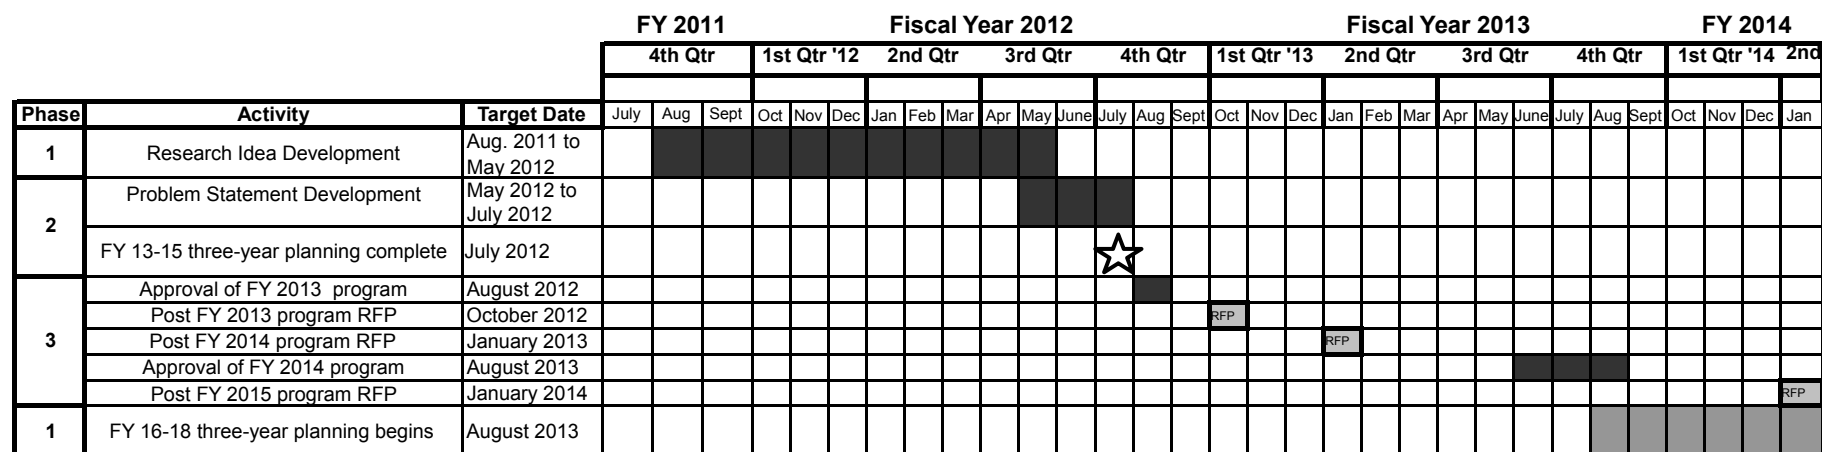 FY 2011 Fiscal Year 2012 Fiscal Year 2013 FY 2014
4th Qtr 1st Qtr '12 2nd Qtr 3rd Qtr 4th Qtr 1st Qtr '13 2nd Qtr 3rd Qtr 4th Qtr 1st Qtr '14 2nd
Phase Activity Target Date July Aug Sept Oct Nov Dec Jan Feb Mar Apr May June July Aug Sept Oct Nov Dec Jan Feb Mar Apr May June July Aug Sept Oct Nov Dec Jan
1 Research Idea Development Aug. 2011 to
May 2012
2
Problem Statement Development May 2012 to
July 2012
FY 13-15 three-year planning complete July 2012
3
Approval of FY 2013 program August 2012
Post FY 2013 program RFP October 2012 RFP
Post FY 2014 program RFP January 2013 RFP
Approval of FY 2014 program August 2013
Post FY 2015 program RFP January 2014 RFP
1 FY 16-18 three-year planning begins August 2013